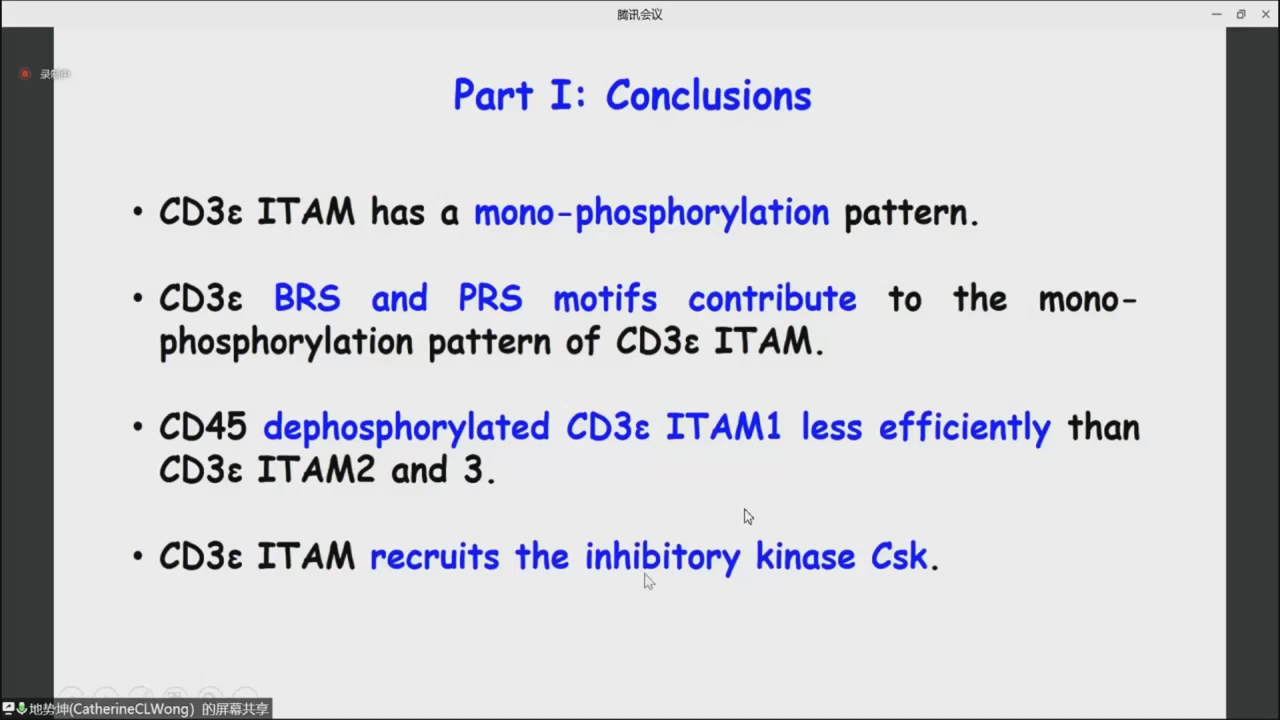 腾讯会议
录制中
Part I: Conclusions
• CD3ε ITAM has a mono-phosphorylation pattern.
• CD3ε BRS and PRS motifs contribute to the mono-
phosphorylation pattern of CD3ε ITAM.
• CD45 dephosphorylated CD3ε ITAM1 less efficiently than
CD3ε ITAM2 and 3.
• CD3ε ITAM recruits the inhibitory kinase Csk.
地势坤(CatherineCLWong）的屏幕共享